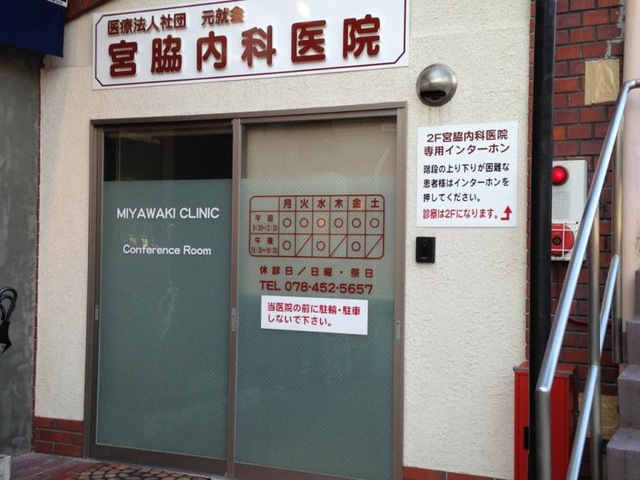 医療法人社団 元就会
宮脇内科医院
2F宮脇内科医院
専用インターホン
階段の上り下りが困難な
患者様はインターホンを
押してください。
診察は2Fになります。
MIYAWAKI CLINIC
Conference Room
月 火 水 木 金 土
午前 ○ ○ ○ ○ ○ ○
午後 ○ ○ ○
休診日/日曜・祭日
TEL 078-452-5657
当医院の前に駐輪・駐車
しないで下さい。